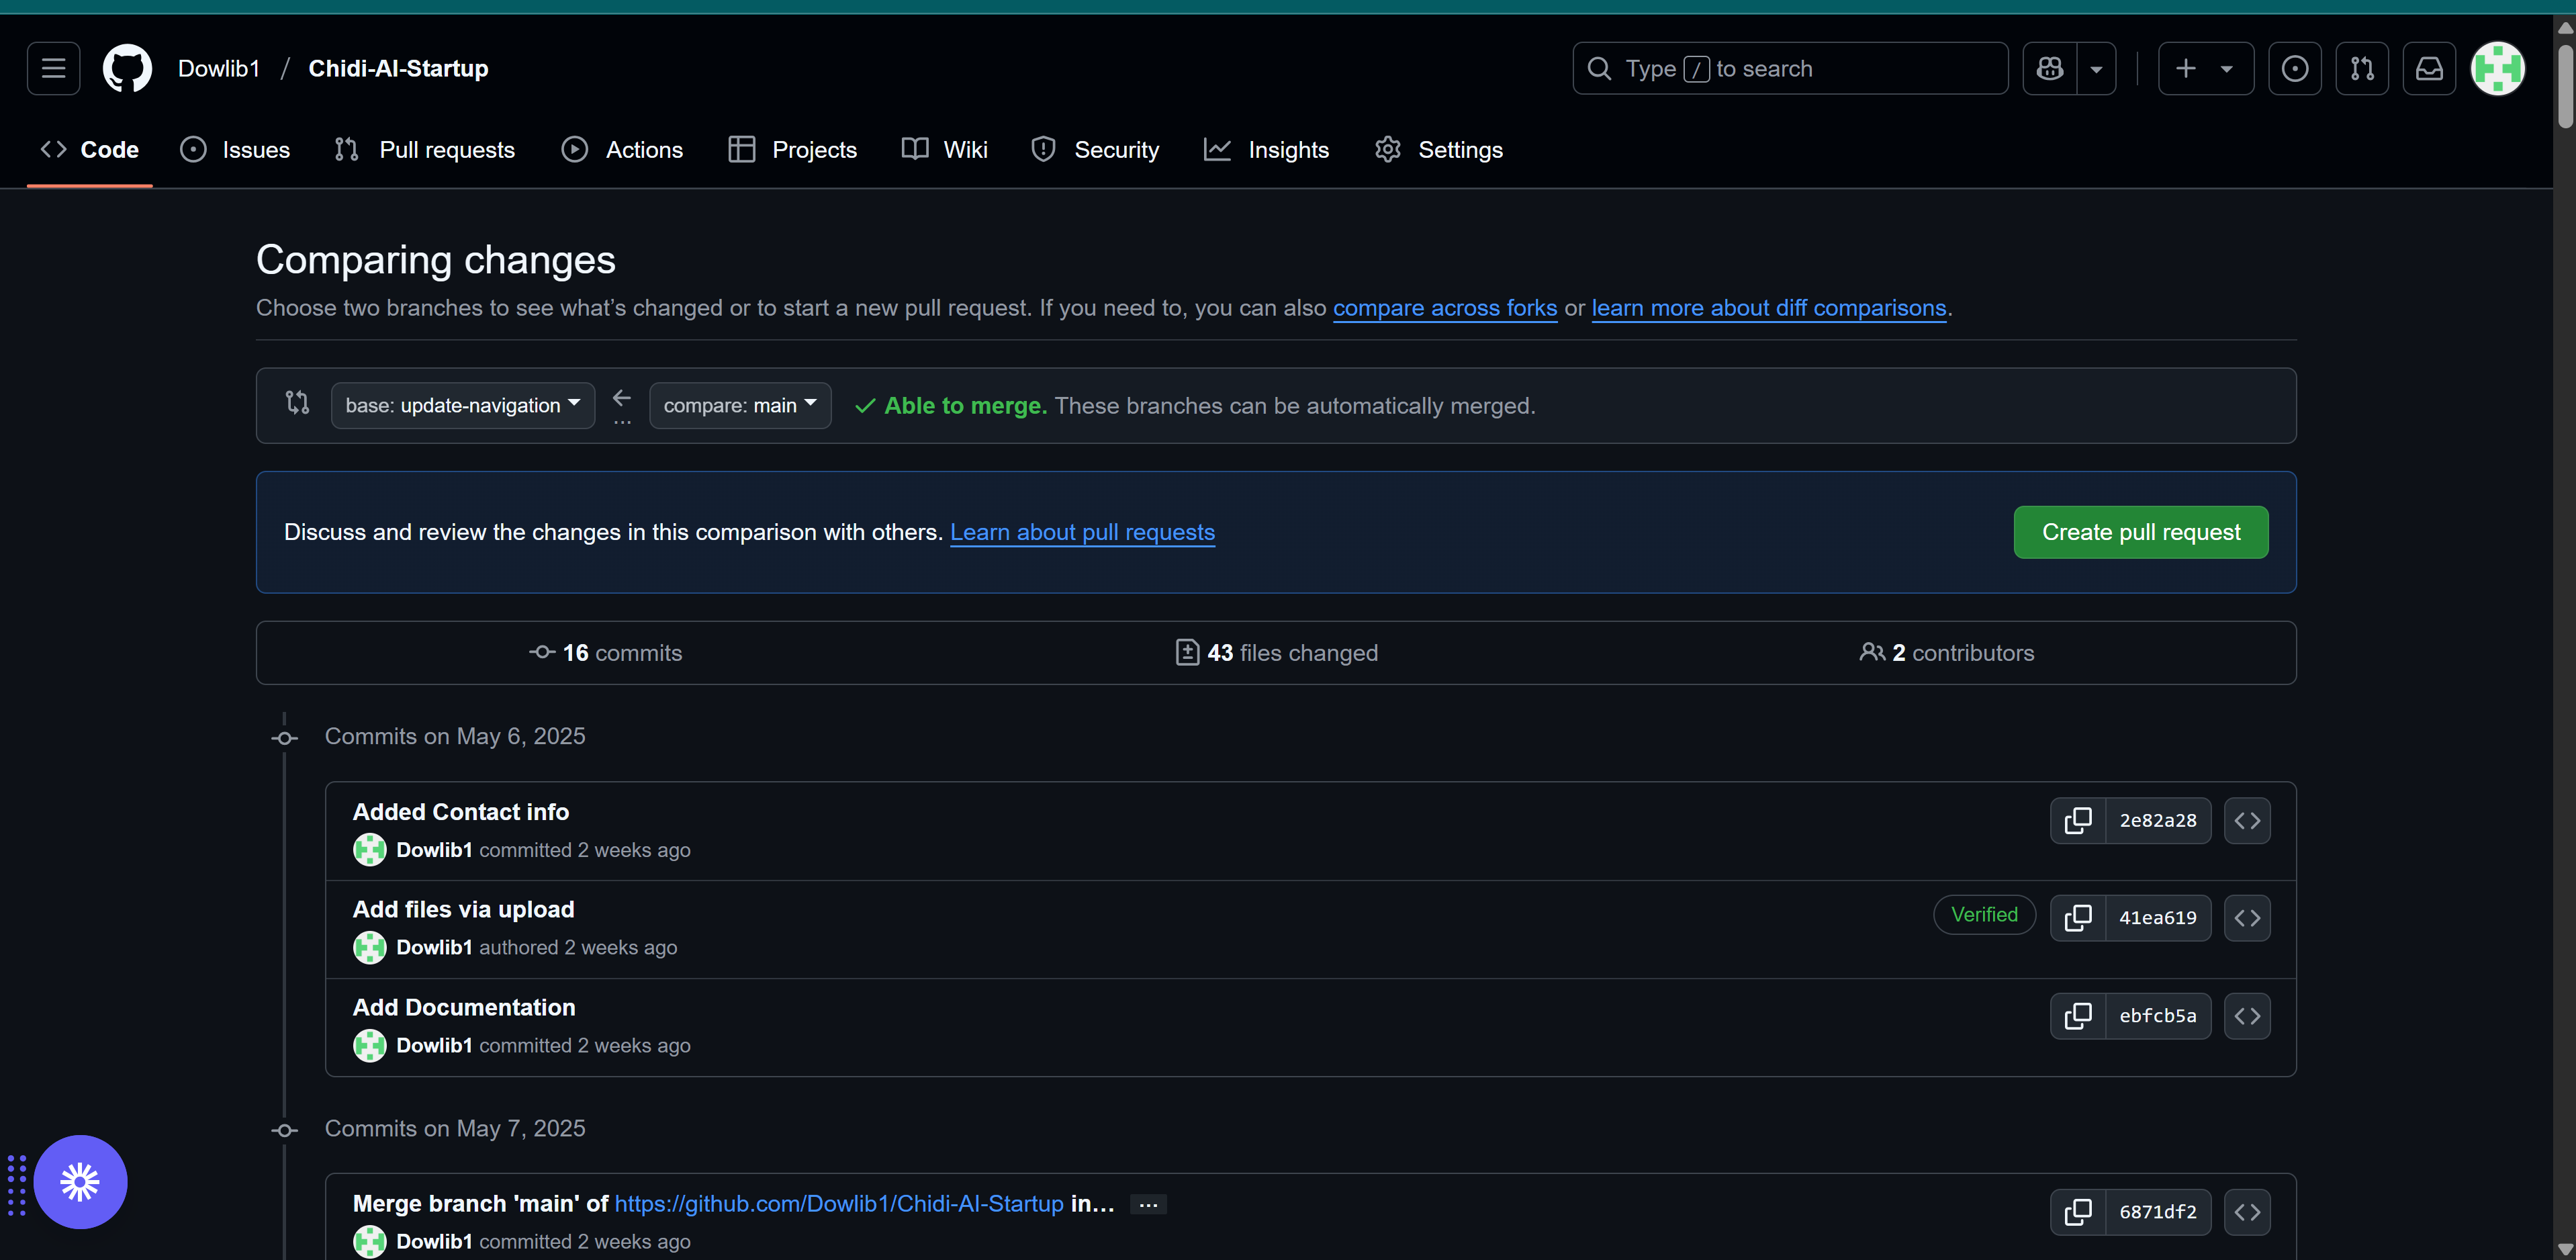 Dowlib1 / Chidi-AI-Startup
Type / to search
Code Issues Pull requests Actions Projects Wiki Security Insights Settings
Comparing changes
Choose two branches to see what's changed or to start a new pull request. If you need to, you can also compare across forks or learn more about diff comparisons.
base: update-navigation ... compare: main Able to merge. These branches can be automatically merged.
Discuss and review the changes in this comparison with others. Learn about pull requests
Create pull request
16 commits 43 files changed 2 contributors
Commits on May 6, 2025
Added Contact info
2e82a28
Dowlib1 committed 2 weeks ago
Add files via upload
Verified 41ea619
Dowlib1 authored 2 weeks ago
Add Documentation
ebfcb5a
Dowlib1 committed 2 weeks ago
Commits on May 7, 2025
Merge branch 'main' of https://github.com/Dowlib1/Chidi-AI-Startup in... ...
6871df2
Dowlib1 committed 2 weeks ago